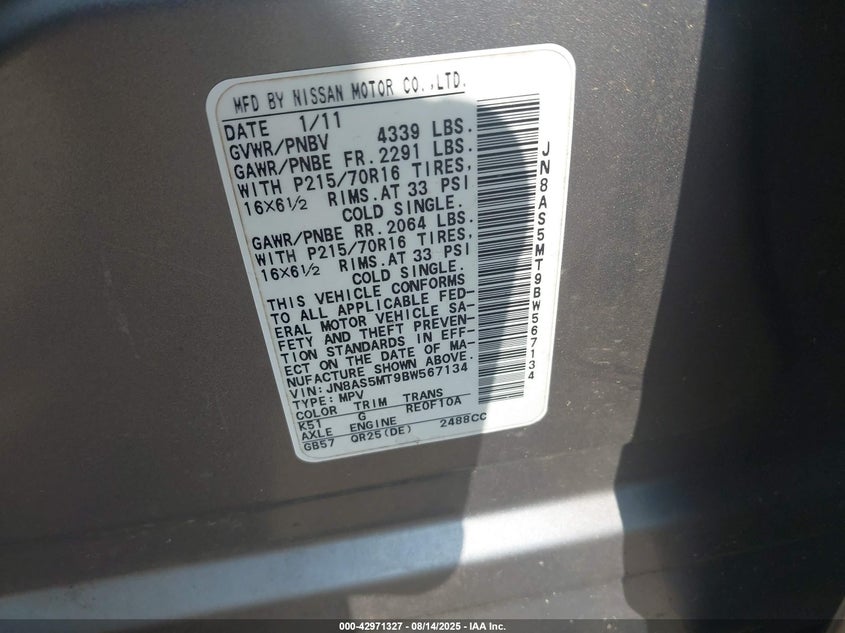 MFD BY NISSAN MOTOR CO.,LTD.
DATE 1/11
GVWR/PNBV 4339 LBS.
GAWR/PNBE FR.2291 LBS.
WITH P215/70R16 TIRES,
16×6½ RIMS.AT 33 PSI
COLD SINGLE.
GAWR/PNBE RR.2064 LBS.
WITH P215/70R16 TIRES,
16×6½ RIMS.AT 33 PSI
COLD SINGLE.
THIS VEHICLE CONFORMS
TO ALL APPLICABLE FED-
ERAL MOTOR VEHICLE SA-
FETY AND THEFT PREVEN-
TION STANDARDS IN EFF-
ECT ON THE DATE OF MA-
NUFACTURE SHOWN ABOVE.
VIN: JN8AS5MT9BW567134
TYPE: MPV
COLOR TRIM TRANS
K51 G RE0F10A
AXLE ENGINE
GB57 QR25(DE) 2488CC
JN8AS5MT9BW567134
000-42971327 - 08/14/2025 - IAA Inc.